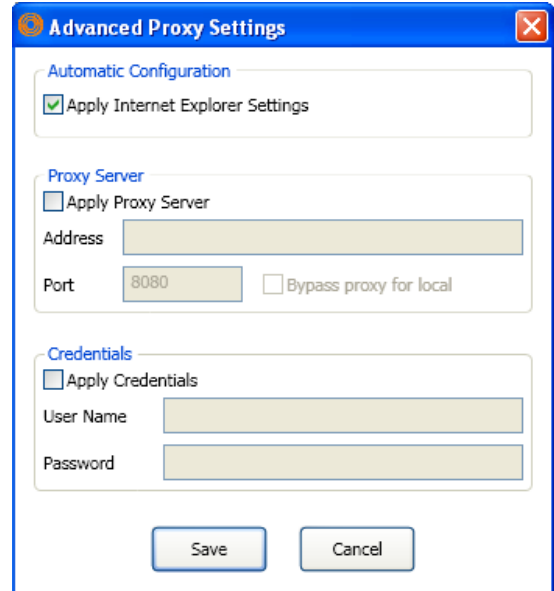 Advanced Proxy Settings
Automatic Configuration
Apply Internet Explorer Settings
Proxy Server
Apply Proxy Server
Address
Port 8080 Bypass proxy for local
Credentials
Apply Credentials
User Name
Password
Save Cancel